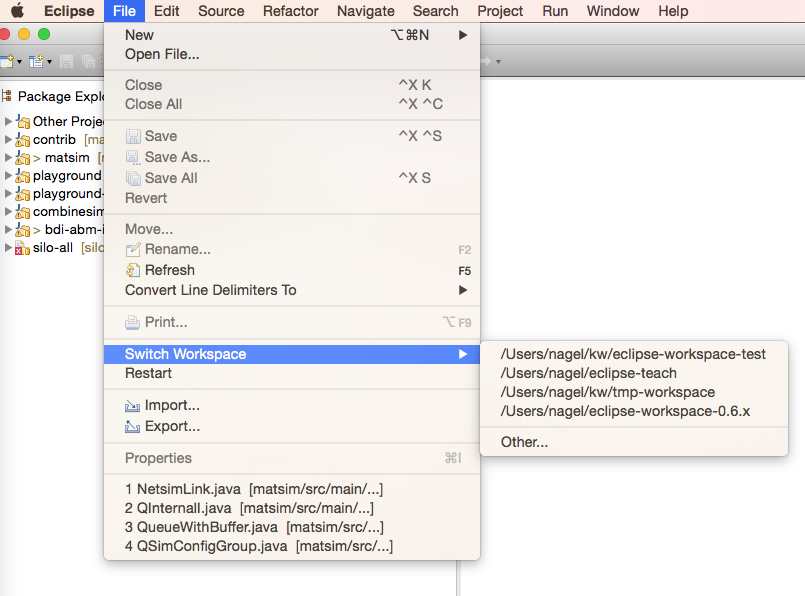 Eclipse File Edit Source Refactor Navigate Search Project Run Window Help
New ⌥⌘N
Open File...
Close ^X K
Close All ^X ^C
Save ^X ^S
Save As...
Save All ^X S
Revert
Move...
Rename... F2
Refresh F5
Convert Line Delimiters To
Print... ⌥F9
Switch Workspace
Restart
Import...
Export...
Properties ⌘I
1 NetsimLink.java [matsim/src/main/...]
2 QInternalI.java [matsim/src/main/...]
3 QueueWithBuffer.java [matsim/src/...]
4 QSimConfigGroup.java [matsim/src/...]
/Users/nagel/kw/eclipse-workspace-test
/Users/nagel/eclipse-teach
/Users/nagel/kw/tmp-workspace
/Users/nagel/eclipse-workspace-0.6.x
Other...
Package Explo
Other Projec
contrib [ma
> matsim [m
playground
playground-
combinesim
> bdi-abm-i
silo-all [silo